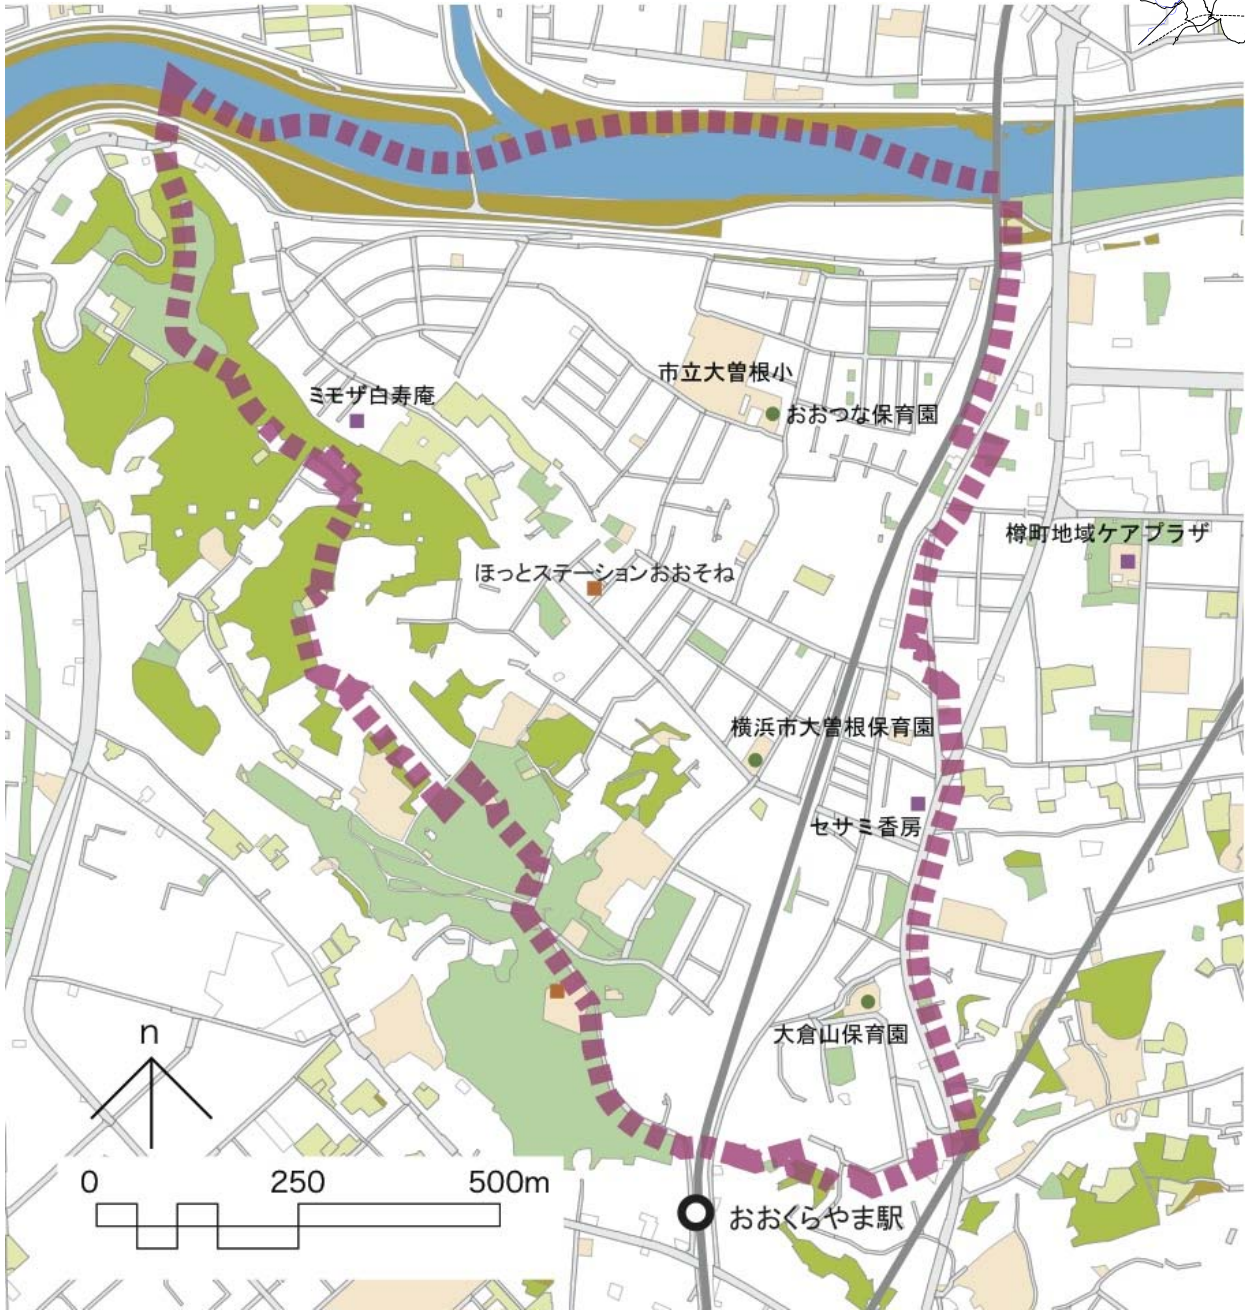 市立大曽根小
ミモザ白寿庵
おおつな保育園
樽町地域ケアプラザ
ほっとステーションおおそね
横浜市大曽根保育園
セサミ香房
大倉山保育園
n
0 250 500m
おおくらやま駅